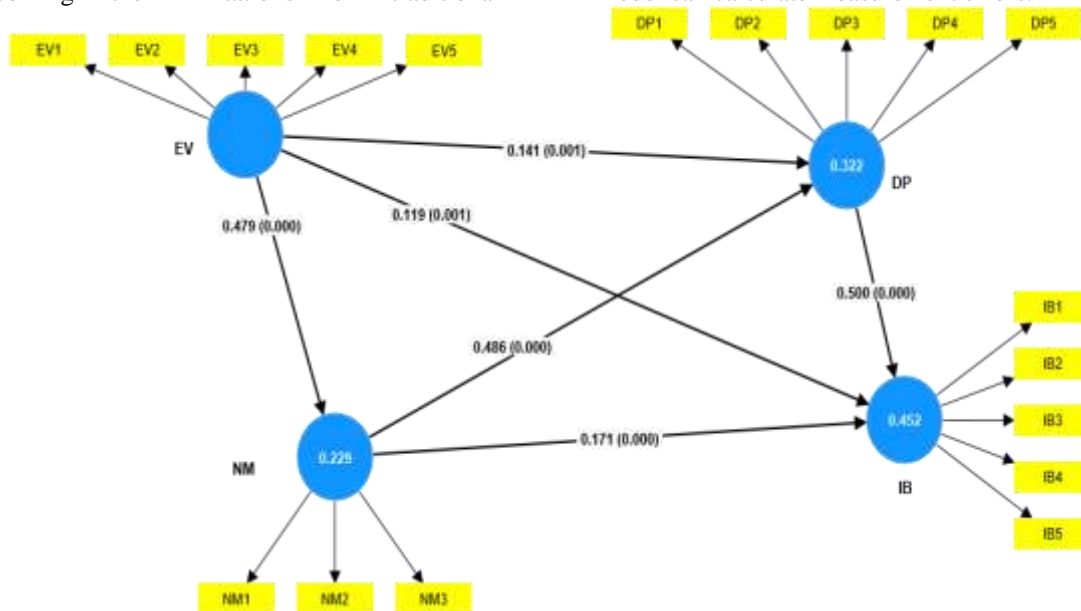 EV1 EV2 EV3 EV4 EV5
DP1 DP2 DP3 DP4 DP5
EV
0.141 (0.001)
0.322
DP
0.479 (0.000)
0.119 (0.001)
0.500 (0.000)
IB1
IB2
IB3
IB4
IB5
0.486 (0.000)
0.171 (0.000)
0.452
IB
NM
0.229
NM1 NM2 NM3